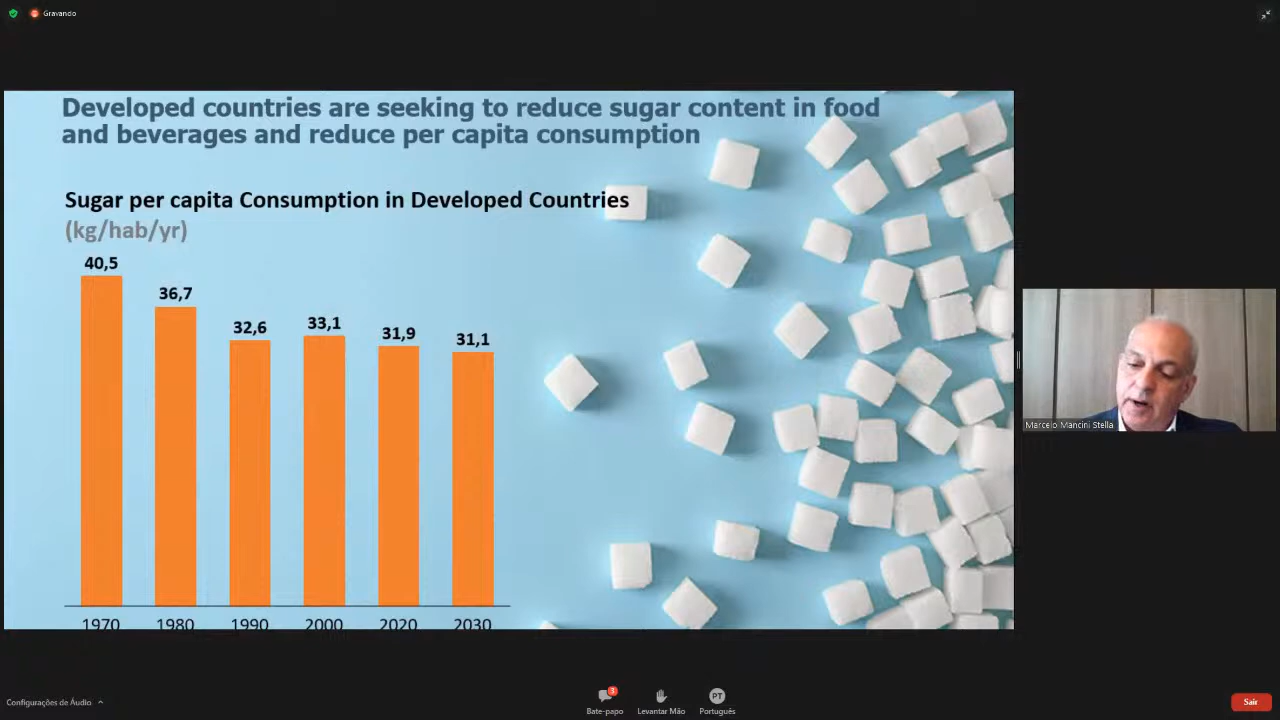 Gravando
Developed countries are seeking to reduce sugar content in food
and beverages and reduce per capita consumption
Sugar per capita Consumption in Developed Countries
(kg/hab/yr)
40,5
36,7
32,6
33,1
31,9
31,1
1970
1980
1990
2000
2020
2030
Marcelo Mancini Stella
Configurações de Áudio
3
Bate-papo
Levantar Mão
PT
Português
Sair